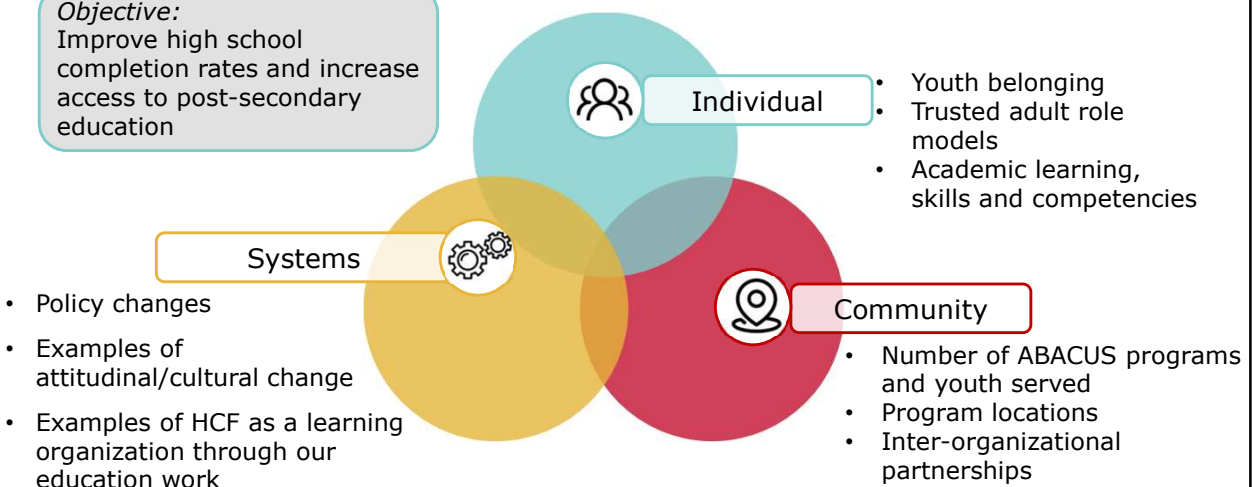 Objective:
Improve high school
completion rates and increase
access to post-secondary
education
Individual
• Youth belonging
• Trusted adult role
models
• Academic learning,
skills and competencies
Systems
• Policy changes
• Examples of
attitudinal/cultural change
• Examples of HCF as a learning
organization through our
education work
Community
• Number of ABACUS programs
and youth served
• Program locations
• Inter-organizational
partnerships